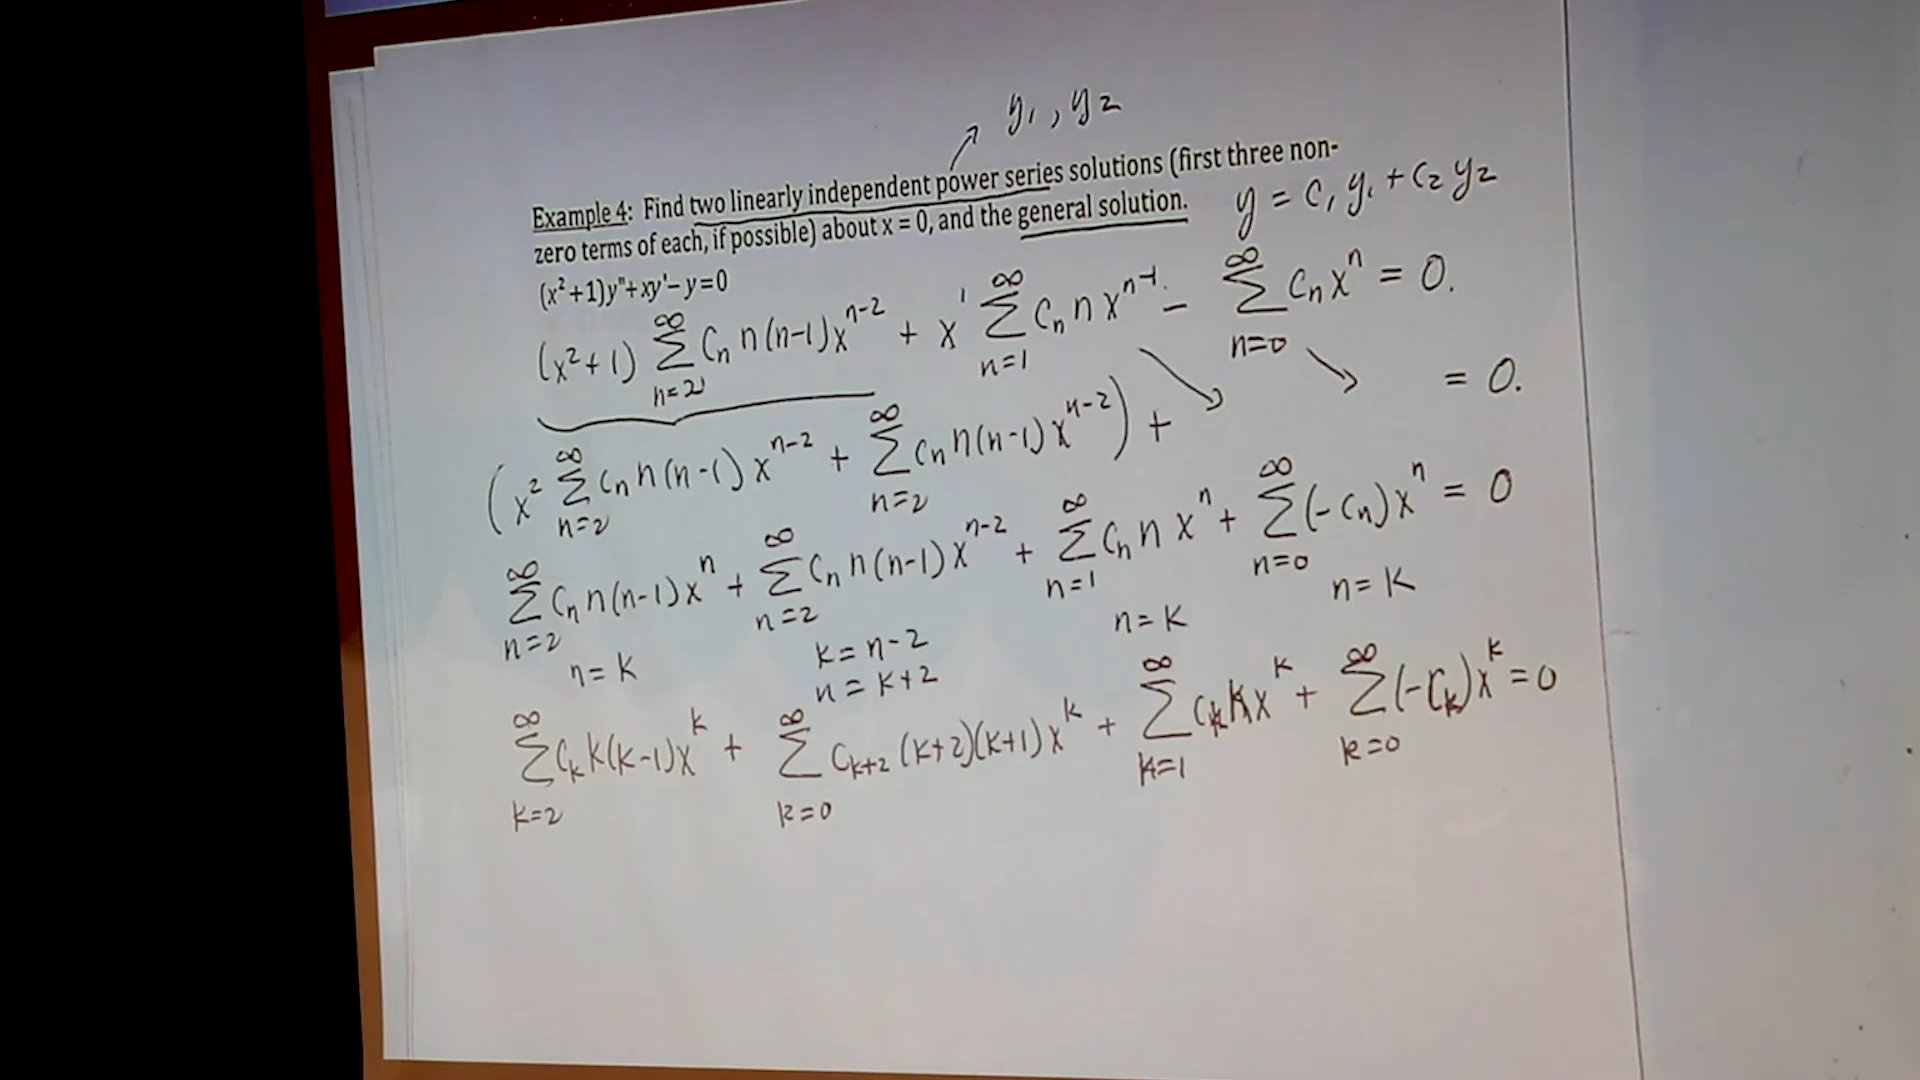 y₁, y₂
Example 4: Find two linearly independent power series solutions (first three non-
zero terms of each, if possible) about x = 0, and the general solution. y = c₁y₁ + c₂y₂
(x²+1)y"+xy'–y=0
(x²+1) ∑_{n=2}^{∞} Cₙ n(n-1)x^{n-2} + x¹ ∑_{n=1}^{∞} Cₙ n x^{n-1} – ∑_{n=0}^{∞} Cₙ xⁿ = 0.
(x² ∑_{n=2}^{∞} Cₙ n(n-1) x^{n-2} + ∑_{n=2}^{∞} Cₙ n(n-1) x^{n-2}) + = 0.
∑_{n=2}^{∞} Cₙ n(n-1)xⁿ + ∑_{n=2}^{∞} Cₙ n(n-1)x^{n-2} + ∑_{n=1}^{∞} Cₙ n xⁿ + ∑_{n=0}^{∞} (-Cₙ)xⁿ = 0
n=k k=n-2 n=k n=k
n=k+2
∑_{k=2}^{∞} C_k k(k-1)x^k + ∑_{k=0}^{∞} C_{k+2} (k+2)(k+1)x^k + ∑_{k=1}^{∞} C_k k x^k + ∑_{k=0}^{∞} (-C_k)x^k = 0